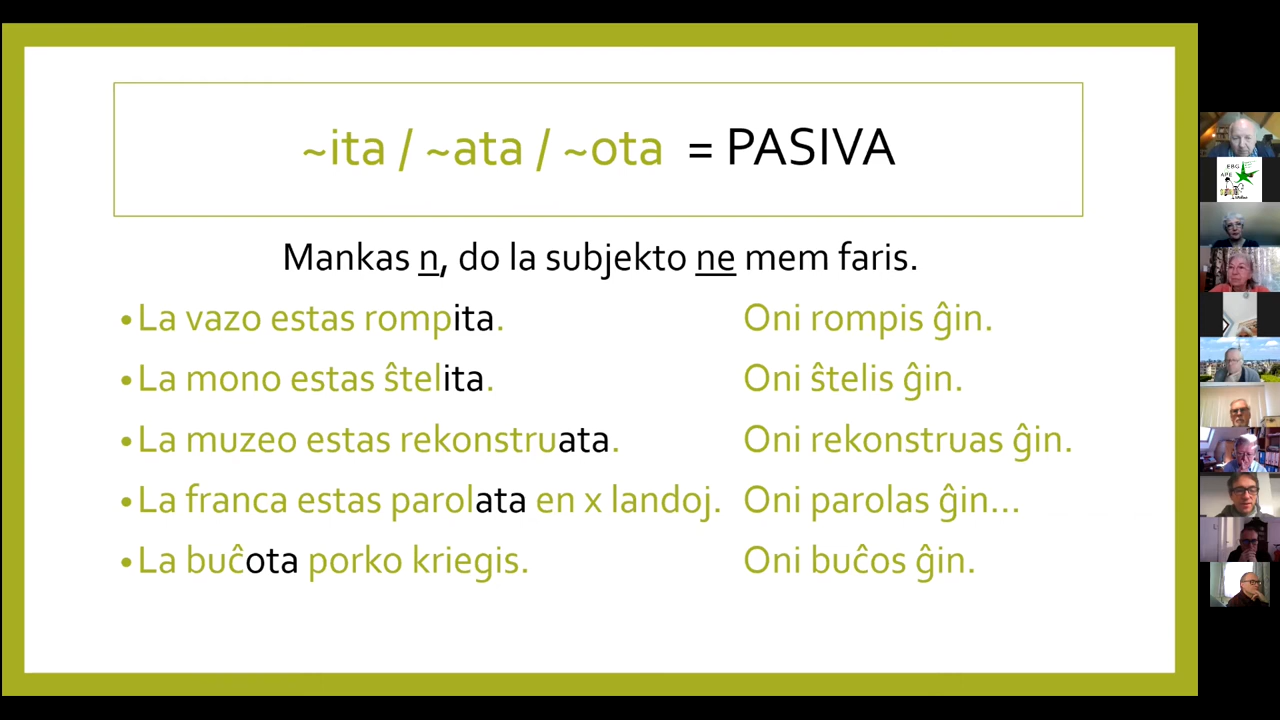 ~ita / ~ata / ~ota = PASIVA
Mankas n, do la subjekto ne mem faris.
•La vazo estas rompita. Oni rompis ĝin.
•La mono estas ŝtelita. Oni ŝtelis ĝin.
•La muzeo estas rekonstruata. Oni rekonstruas ĝin.
•La franca estas parolata en x landoj. Oni parolas ĝin...
•La buĉota porko kriegis. Oni buĉos ĝin.
EBG
APE